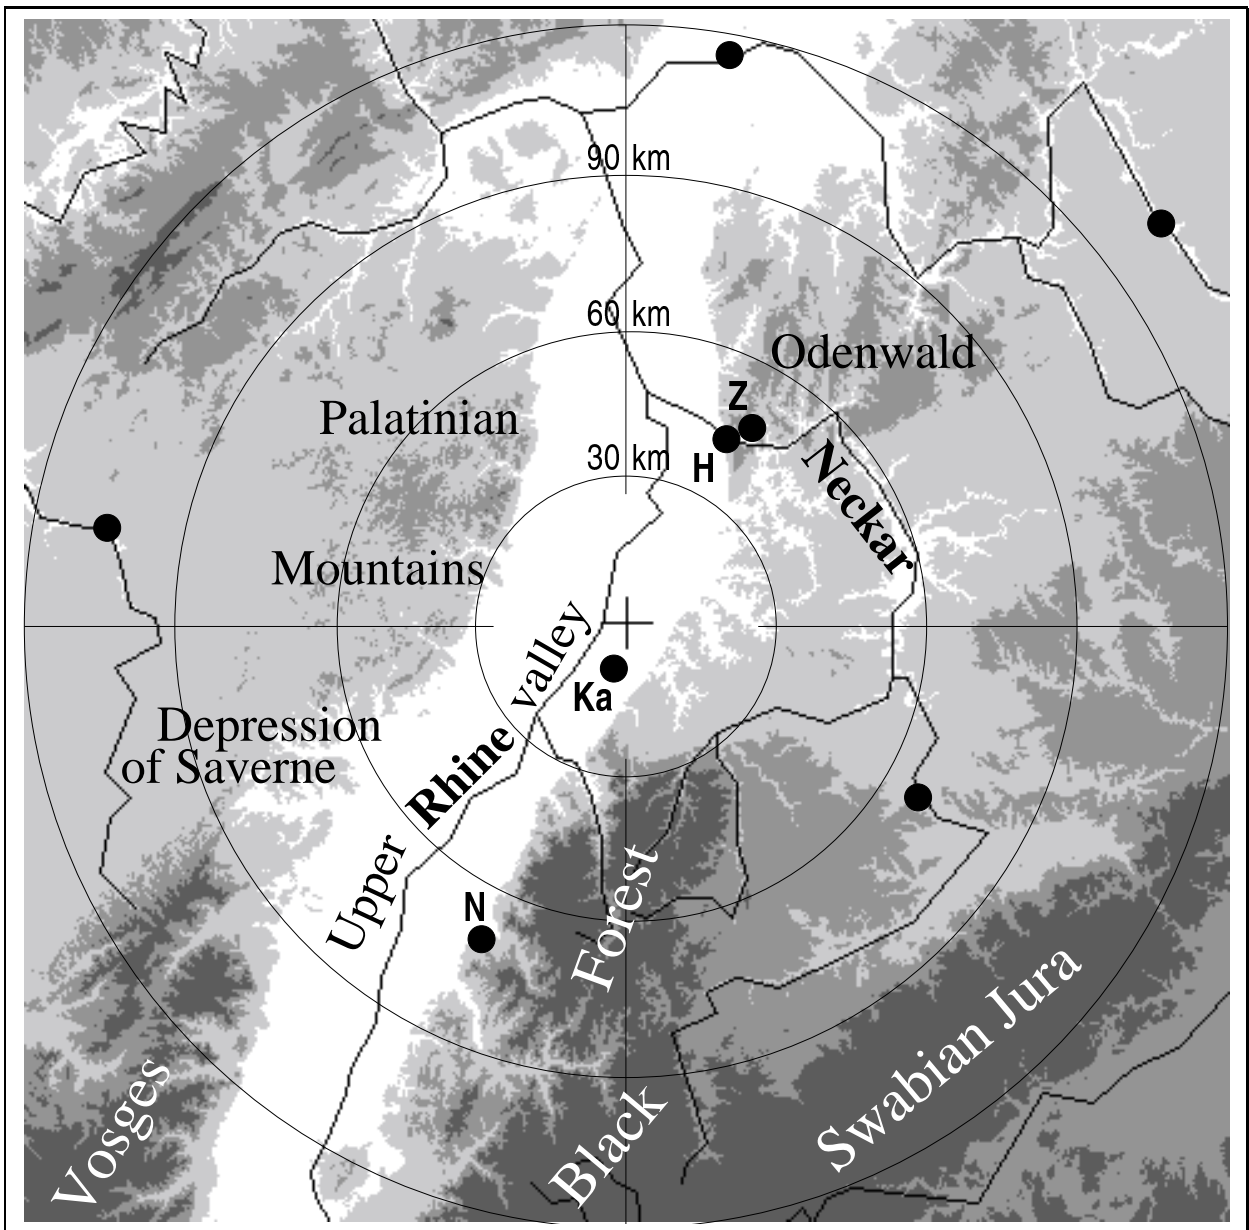 90 km
60 km
Odenwald
Z
Palatinian
30 km
H
Neckar
Mountains
Upper Rhine valley
Ka
Depression
of Saverne
N
Black Forest
Swabian Jura
Vosges